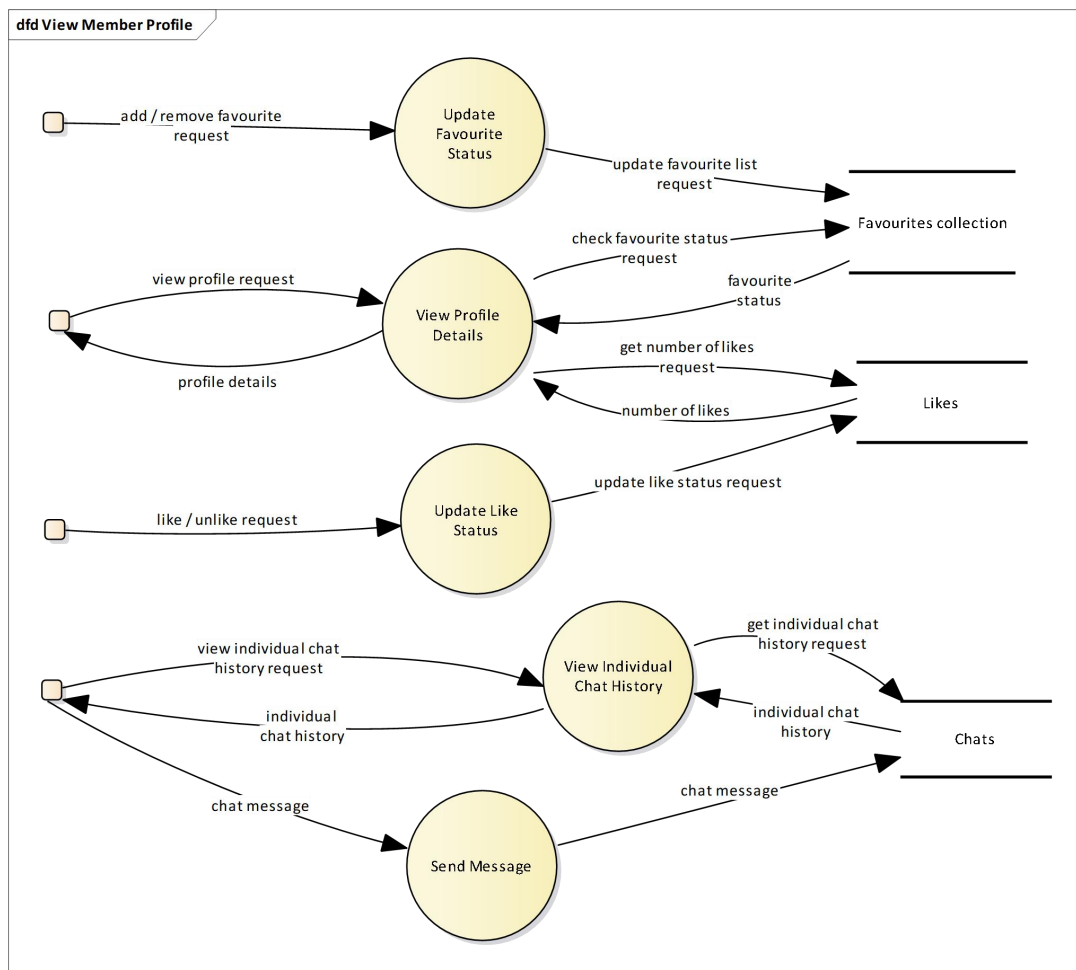 dfd View Member Profile
add / remove favourite
request
Update
Favourite
Status
update favourite list
request
Favourites collection
check favourite status
request
view profile request
favourite
status
View Profile
Details
get number of likes
request
profile details
number of likes
Likes
update like status request
like / unlike request
Update Like
Status
get individual chat
history request
view individual chat
history request
View Individual
Chat History
individual
chat history
individual chat
history
Chats
chat message
chat message
Send Message